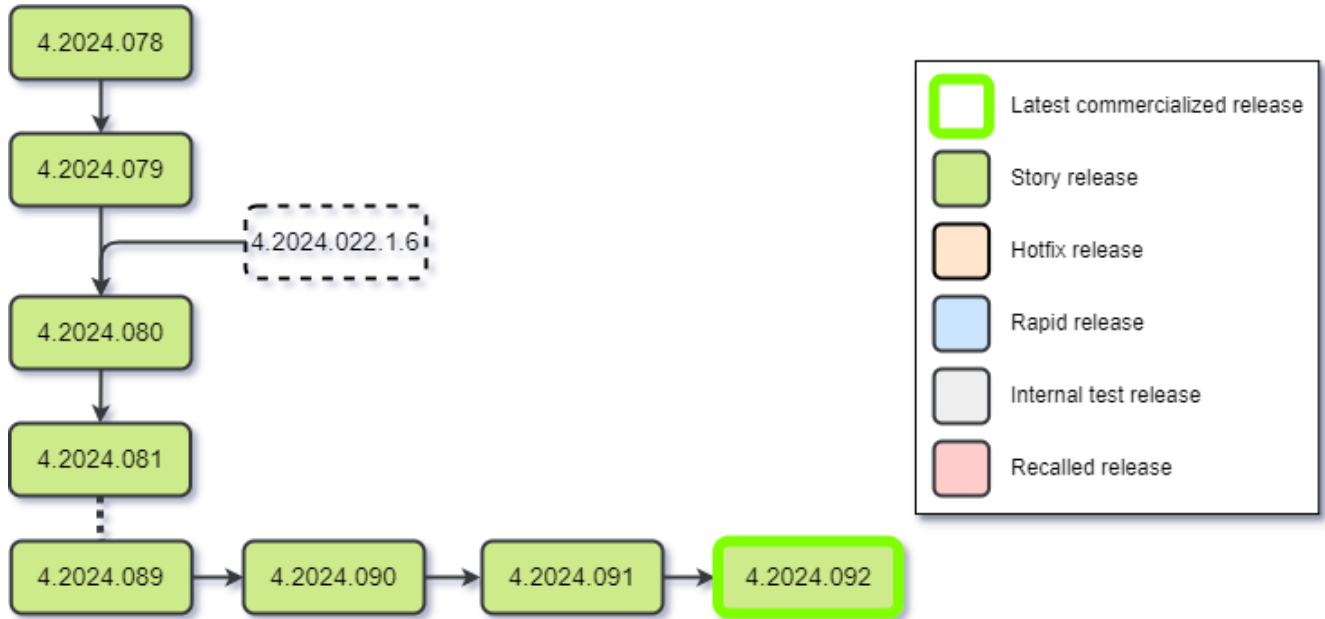 4.2024.078
4.2024.079
4.2024.022.1.6
4.2024.080
4.2024.081
4.2024.089
4.2024.090
4.2024.091
4.2024.092
Latest commercialized release
Story release
Hotfix release
Rapid release
Internal test release
Recalled release